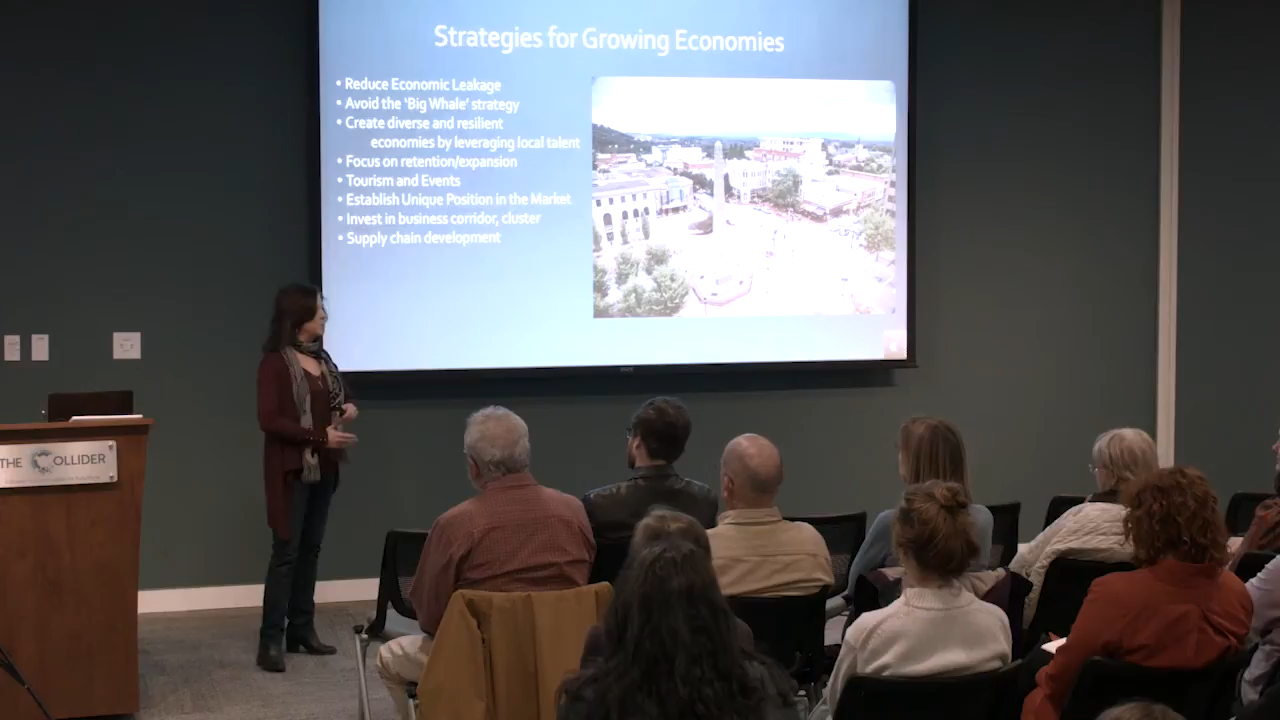 Strategies for Growing Economies
• Reduce Economic Leakage
• Avoid the 'Big Whale' strategy
• Create diverse and resilient
economies by leveraging local talent
• Focus on retention/expansion
• Tourism and Events
• Establish Unique Position in the Market
• Invest in business corridor, cluster
• Supply chain development
THE COLLIDER